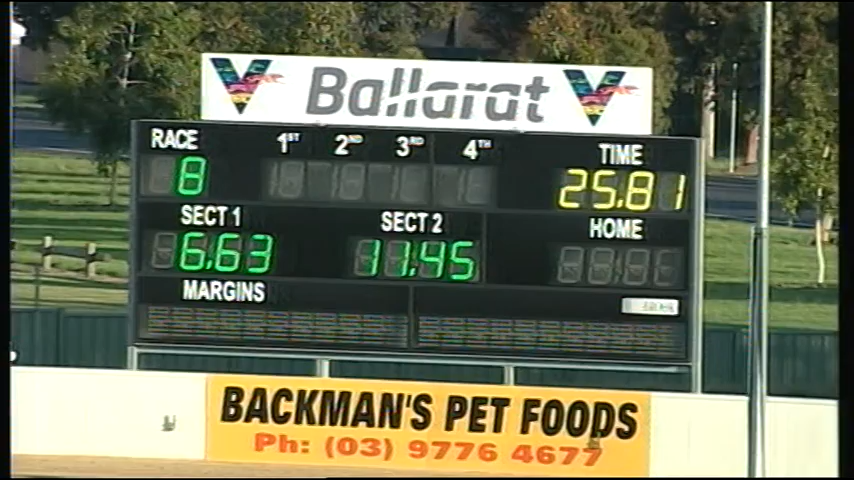 Ballarat
RACE 1ST 2ND 3RD 4TH TIME
8 25.81
SECT 1 SECT 2 HOME
6.63 11.45
MARGINS
BACKMAN'S PET FOODS
Ph: (03) 9776 4677